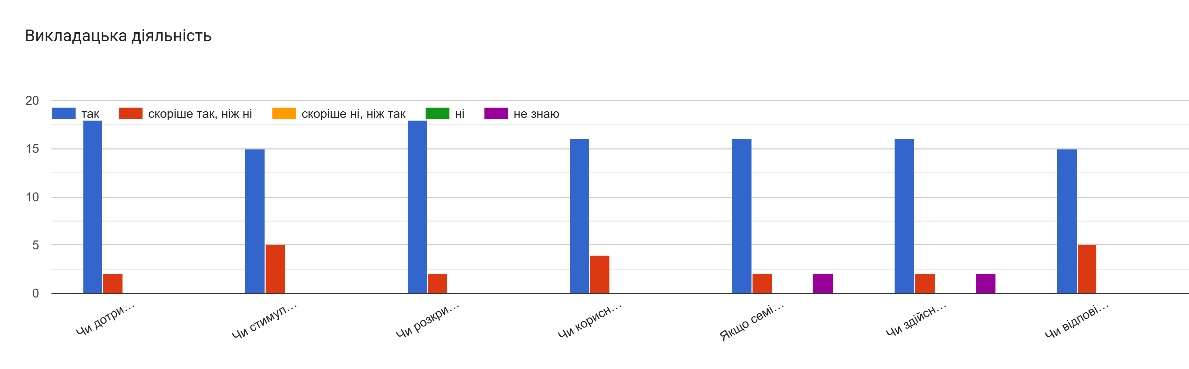 Викладацька діяльність
20
так скоріше так, ніж ні скоріше ні, ніж так ні не знаю
15
10
5
0
Чи дотри… Чи стимул… Чи розкри… Чи корисн… Якщо семі… Чи здійсн… Чи відпові…